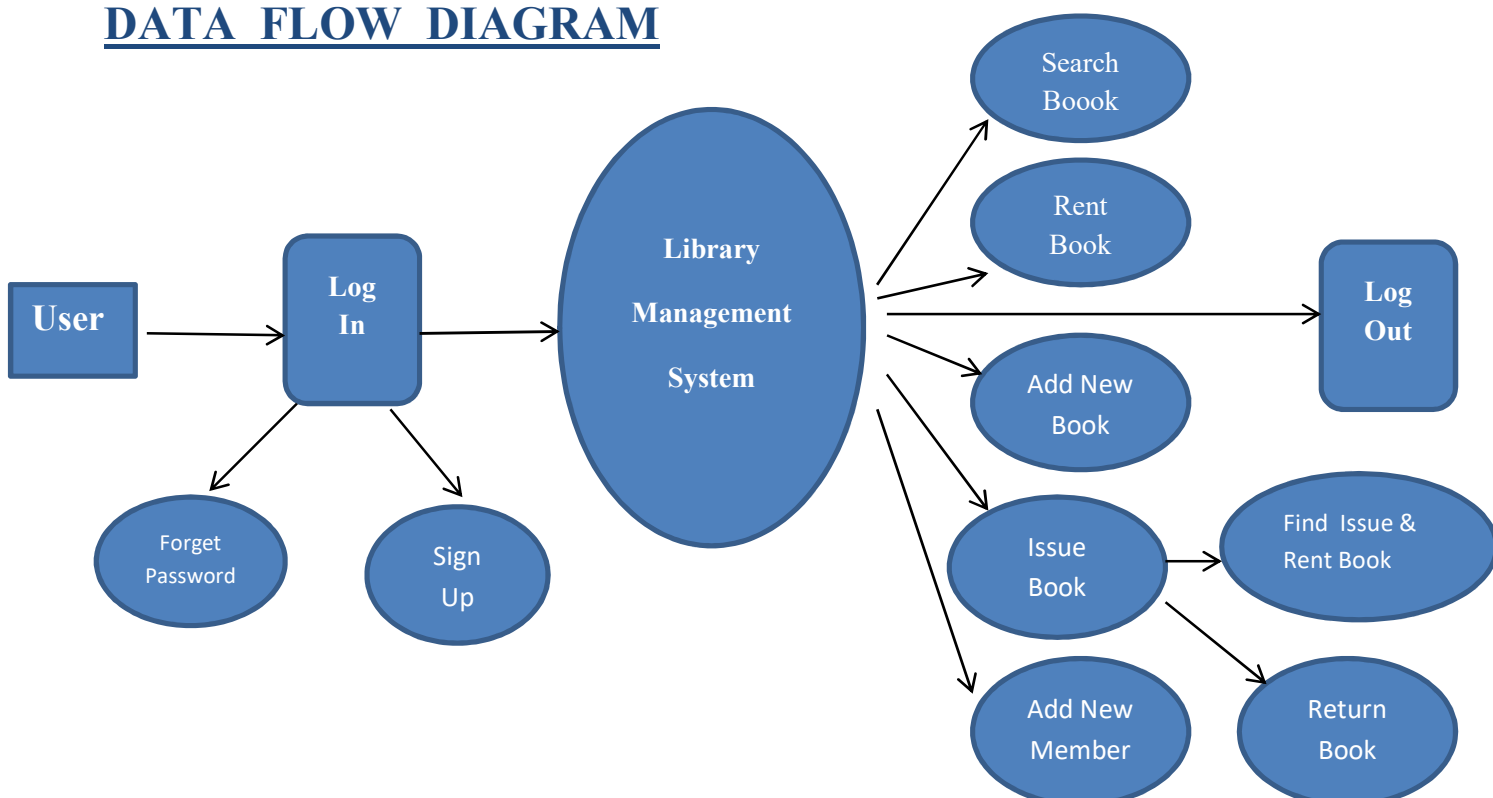 DATA FLOW DIAGRAM
Search
Boook
Rent
Book
Library
Management
System
User
Log
In
Log
Out
Add New
Book
Forget
Password
Sign
Up
Issue
Book
Find Issue &
Rent Book
Add New
Member
Return
Book